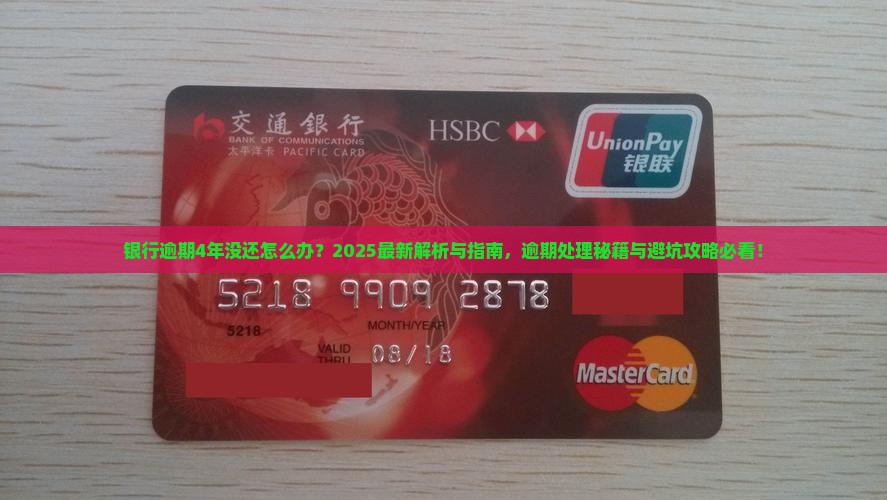 交通銀行
BANK OF COMMUNICATIONS
太平洋卡 PACIFIC CARD
HSBC
UnionPay
银联
银行逾期4年没还怎么办？2025最新解析与指南，逾期处理秘籍与避坑攻略必看！
5218 9909 2878
5218
MONTH/YEAR
VALID
THRU
08/18
MasterCard